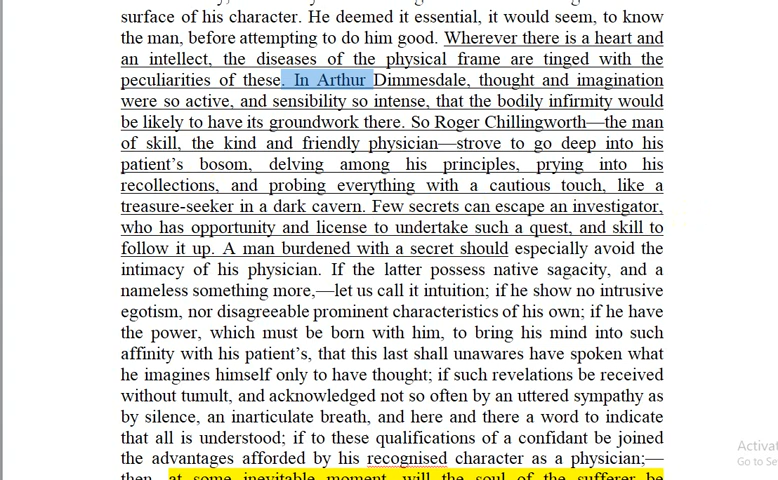 surface of his character. He deemed it essential, it would seem, to know
the man, before attempting to do him good. Wherever there is a heart and
an intellect, the diseases of the physical frame are tinged with the
peculiarities of these. In Arthur Dimmesdale, thought and imagination
were so active, and sensibility so intense, that the bodily infirmity would
be likely to have its groundwork there. So Roger Chillingworth—the man
of skill, the kind and friendly physician—strove to go deep into his
patient’s bosom, delving among his principles, prying into his
recollections, and probing everything with a cautious touch, like a
treasure-seeker in a dark cavern. Few secrets can escape an investigator,
who has opportunity and license to undertake such a quest, and skill to
follow it up. A man burdened with a secret should especially avoid the
intimacy of his physician. If the latter possess native sagacity, and a
nameless something more,—let us call it intuition; if he show no intrusive
egotism, nor disagreeable prominent characteristics of his own; if he have
the power, which must be born with him, to bring his mind into such
affinity with his patient’s, that this last shall unawares have spoken what
he imagines himself only to have thought; if such revelations be received
without tumult, and acknowledged not so often by an uttered sympathy as
by silence, an inarticulate breath, and here and there a word to indicate
that all is understood; if to these qualifications of a confidant be joined
the advantages afforded by his recognised character as a physician;—
then, at some inevitable moment, will the soul of the sufferer be
Activat
Go to Se